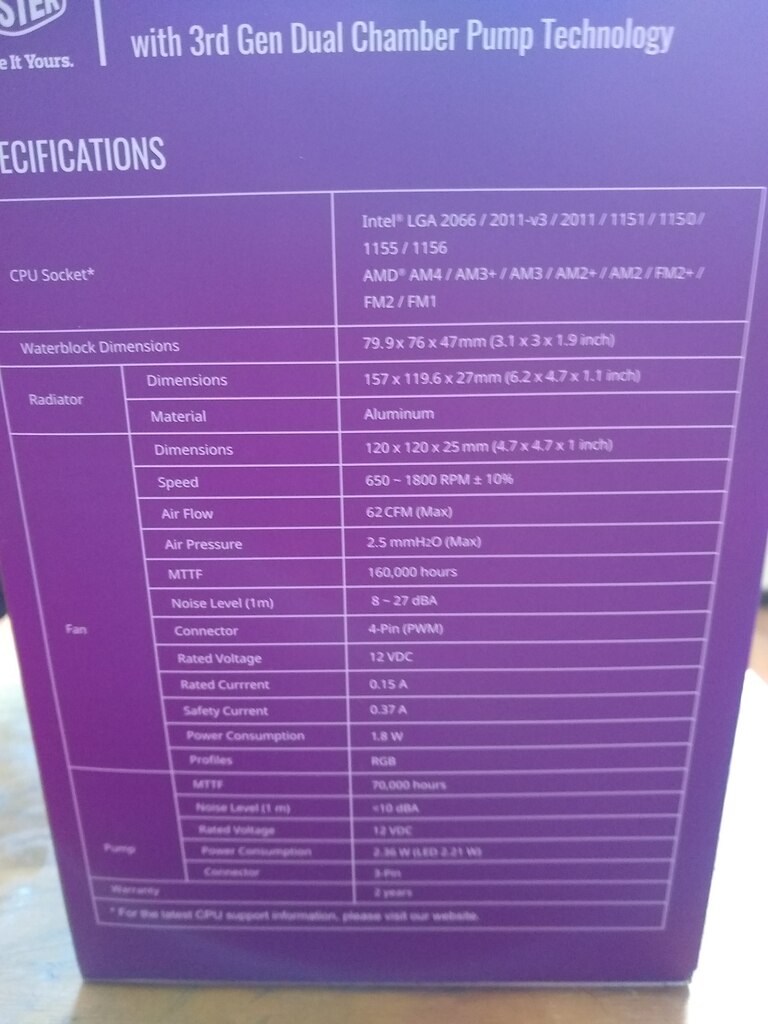 STER
e It Yours.
with 3rd Gen Dual Chamber Pump Technology
ECIFICATIONS
CPU Socket*
Intel® LGA 2066 / 2011-v3 / 2011 / 1151 / 1150 /
1155 / 1156
AMD® AM4 / AM3+ / AM3 / AM2+ / AM2 / FM2+ /
FM2 / FM1
Waterblock Dimensions 79.9 x 76 x 47mm (3.1 x 3 x 1.9 inch)
Radiator
Dimensions 157 x 119.6 x 27mm (6.2 x 4.7 x 1.1 inch)
Material Aluminum
Fan
Dimensions 120 x 120 x 25 mm (4.7 x 4.7 x 1 inch)
Speed 650 ~ 1800 RPM ± 10%
Air Flow 62 CFM (Max)
Air Pressure 2.5 mmH2O (Max)
MTTF 160,000 hours
Noise Level (1m) 8 ~ 27 dBA
Connector 4-Pin (PWM)
Rated Voltage 12 VDC
Rated Currrent 0.15 A
Safety Current 0.37 A
Power Consumption 1.8 W
Profiles RGB
Pump
MTTF 70,000 hours
Noise Level (1 m) <10 dBA
Rated Voltage 12 VDC
Power Consumption 2.36 W (LED 2.21 W)
Connector 3-Pin
Warranty 2 years
* For the latest CPU support information, please visit our website.